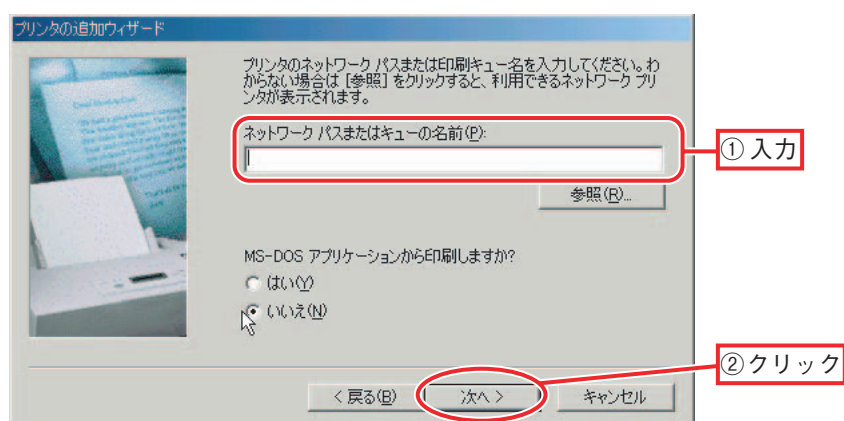 プリンタの追加ウィザード
プリンタのネットワーク パスまたは印刷キュー名を入力してください。わ
からない場合は [参照] をクリックすると、利用できるネットワーク プリ
ンタが表示されます。
ネットワーク パスまたはキューの名前(P):
① 入力
参照(R)...
MS-DOS アプリケーションから印刷しますか?
はい(Y)
いいえ(N)
②クリック
< 戻る(B)
次へ >
キャンセル